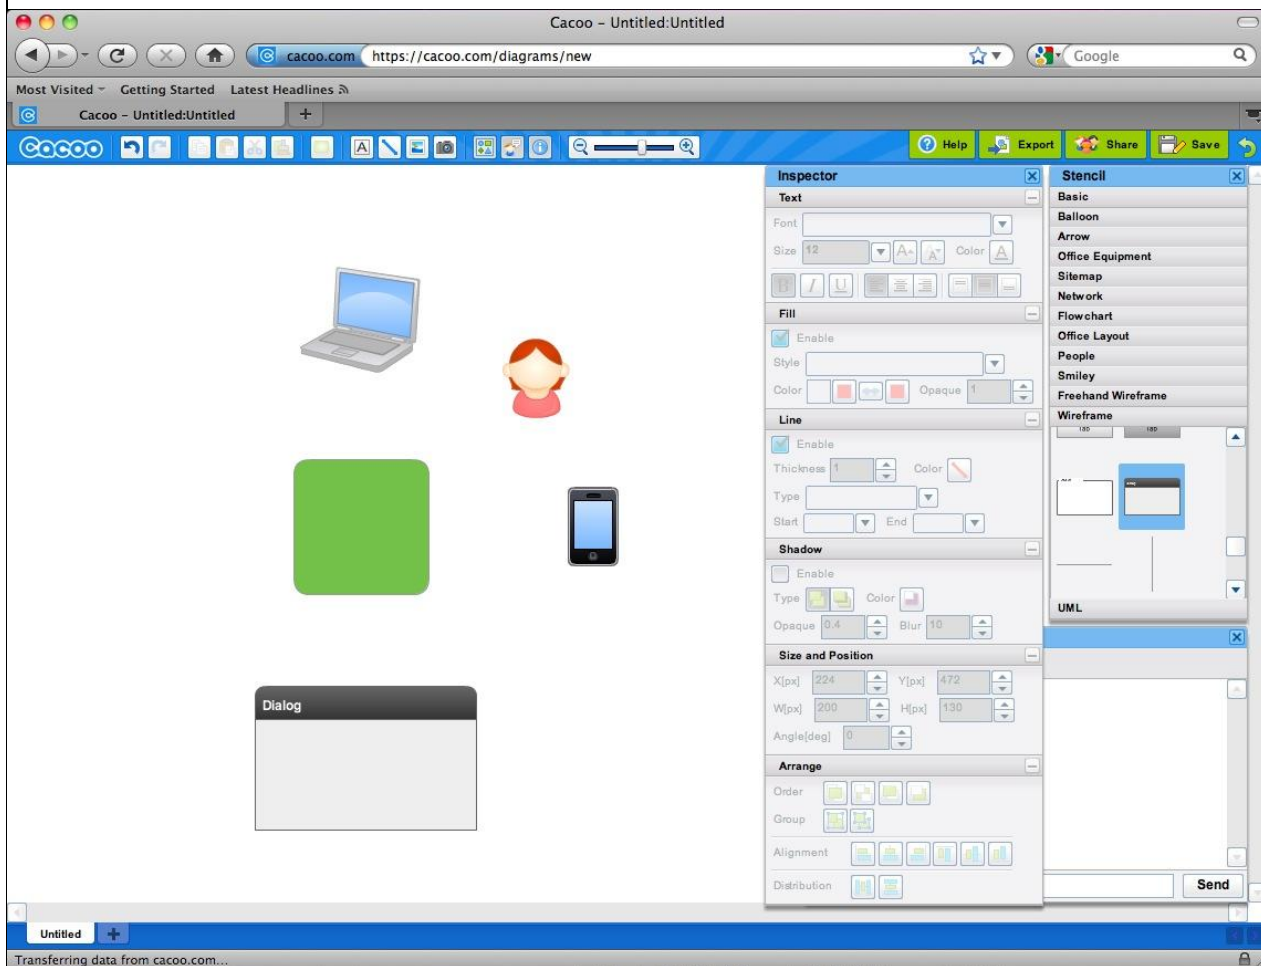 Cacoo – Untitled:Untitled
cacoo.com https://cacoo.com/diagrams/new Google
Most Visited Getting Started Latest Headlines
Cacoo – Untitled:Untitled +
Cacoo A Help Export Share Save
Inspector
Text
Font
Size 12 A A Color A
B I U
Fill
Enable
Style
Color Opaque 1
Line
Enable
Thickness 1 Color
Type
Start End
Shadow
Enable
Type Color
Opaque 0.4 Blur 10
Size and Position
X[px] 224 Y[px] 472
W[px] 200 H[px] 130
Angle[deg] 0
Arrange
Order
Group
Alignment
Distribution
Stencil
Basic
Balloon
Arrow
Office Equipment
Sitemap
Network
Flowchart
Office Layout
People
Smiley
Freehand Wireframe
Wireframe
Tab Tab
UML
Send
Dialog
Untitled +
Transferring data from cacoo.com...